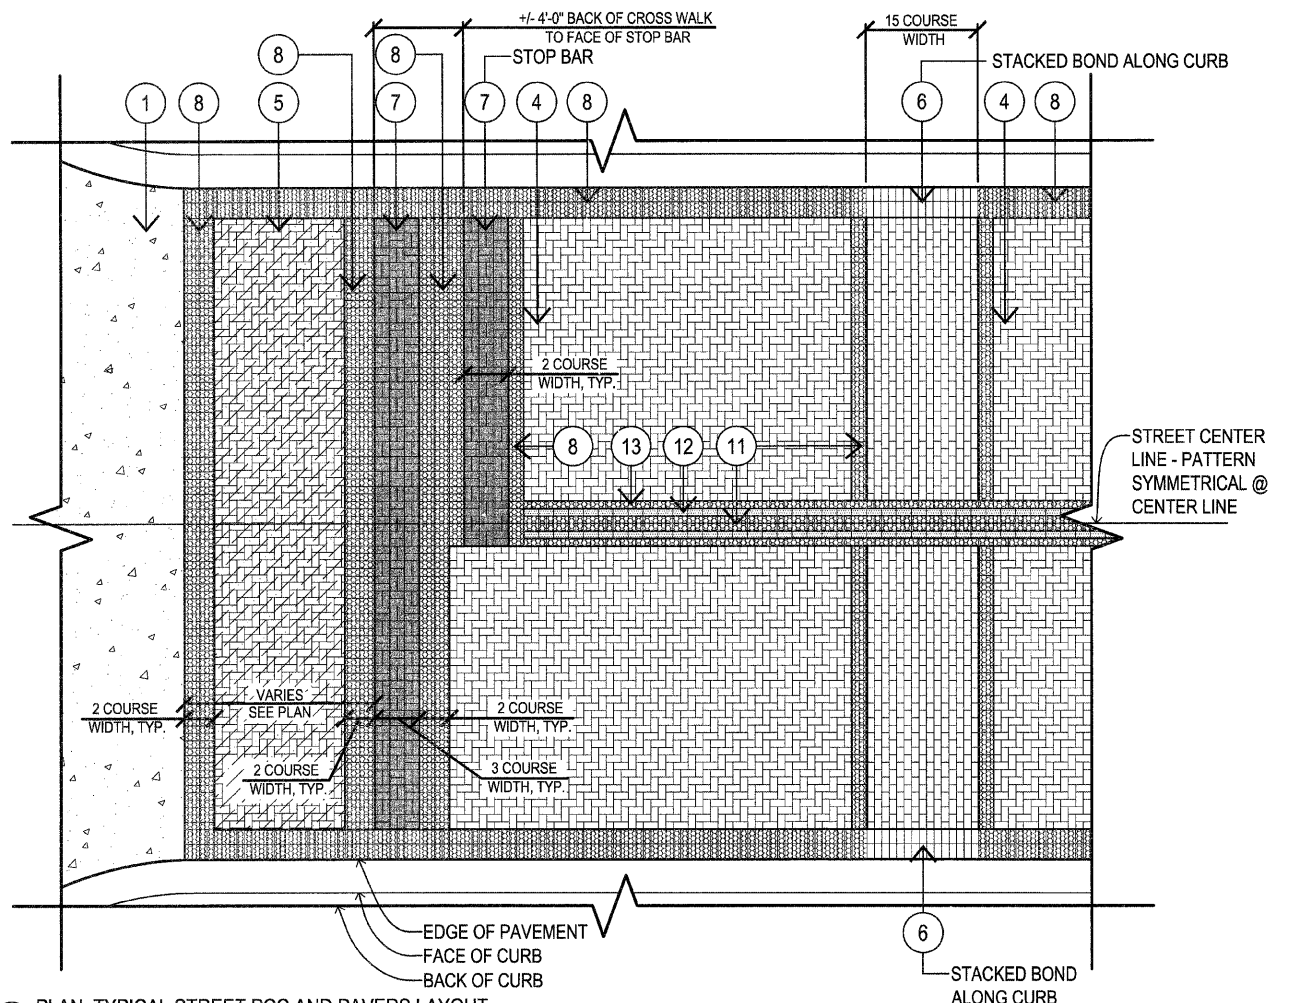 +/- 4'-0" BACK OF CROSS WALK
TO FACE OF STOP BAR
15 COURSE
WIDTH
8
8
STOP BAR
STACKED BOND ALONG CURB
1
8
5
7
7
4
8
6
4
8
2 COURSE
WIDTH, TYP.
8
13
12
11
STREET CENTER
LINE - PATTERN
SYMMETRICAL @
CENTER LINE
VARIES
SEE PLAN
2 COURSE
WIDTH, TYP.
2 COURSE
WIDTH, TYP.
2 COURSE
WIDTH, TYP.
3 COURSE
WIDTH, TYP.
EDGE OF PAVEMENT
FACE OF CURB
BACK OF CURB
6
STACKED BOND
ALONG CURB
PLAN- TYPICAL STREET PCC AND PAVERS LAYOUT